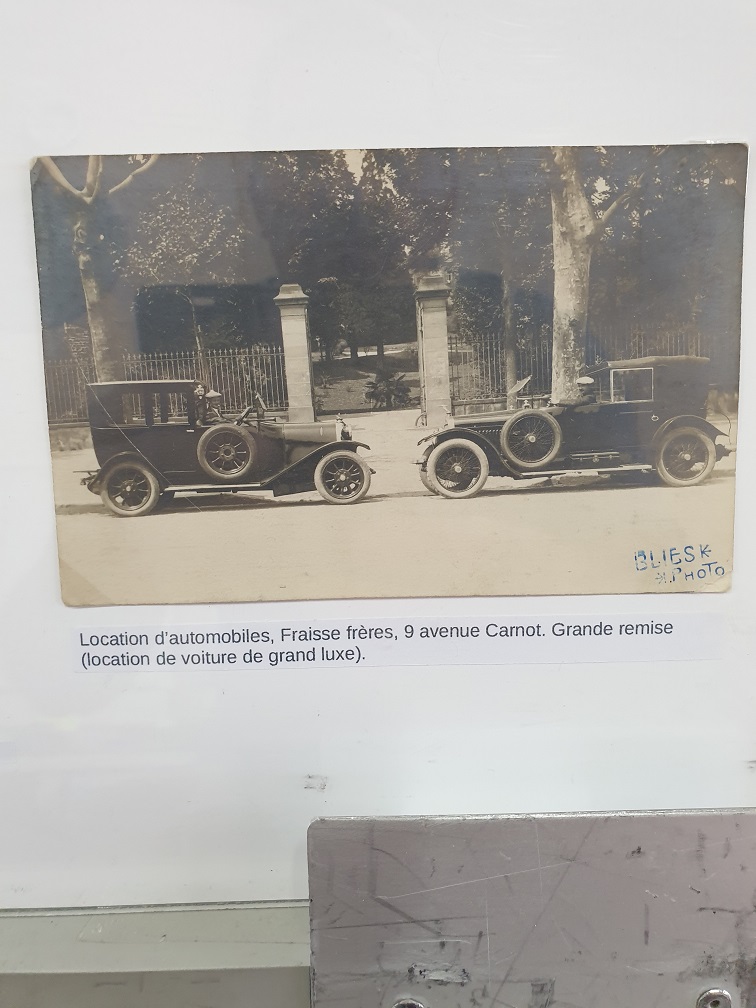 BLIESK
PHOTO
Location d'automobiles, Fraisse frères, 9 avenue Carnot. Grande remise
(location de voiture de grand luxe).